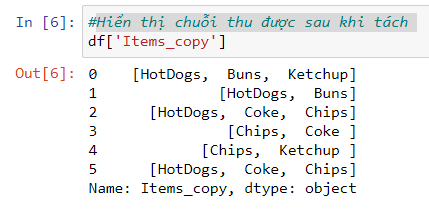 In [6]: #Hiển thị chuỗi thu được sau khi tách
df['Items_copy']
Out[6]: 0    [HotDogs,  Buns,  Ketchup]
1              [HotDogs,  Buns]
2      [HotDogs,  Coke,  Chips]
3               [Chips,  Coke ]
4            [Chips,  Ketchup ]
5      [HotDogs,  Coke,  Chips]
Name: Items_copy, dtype: object